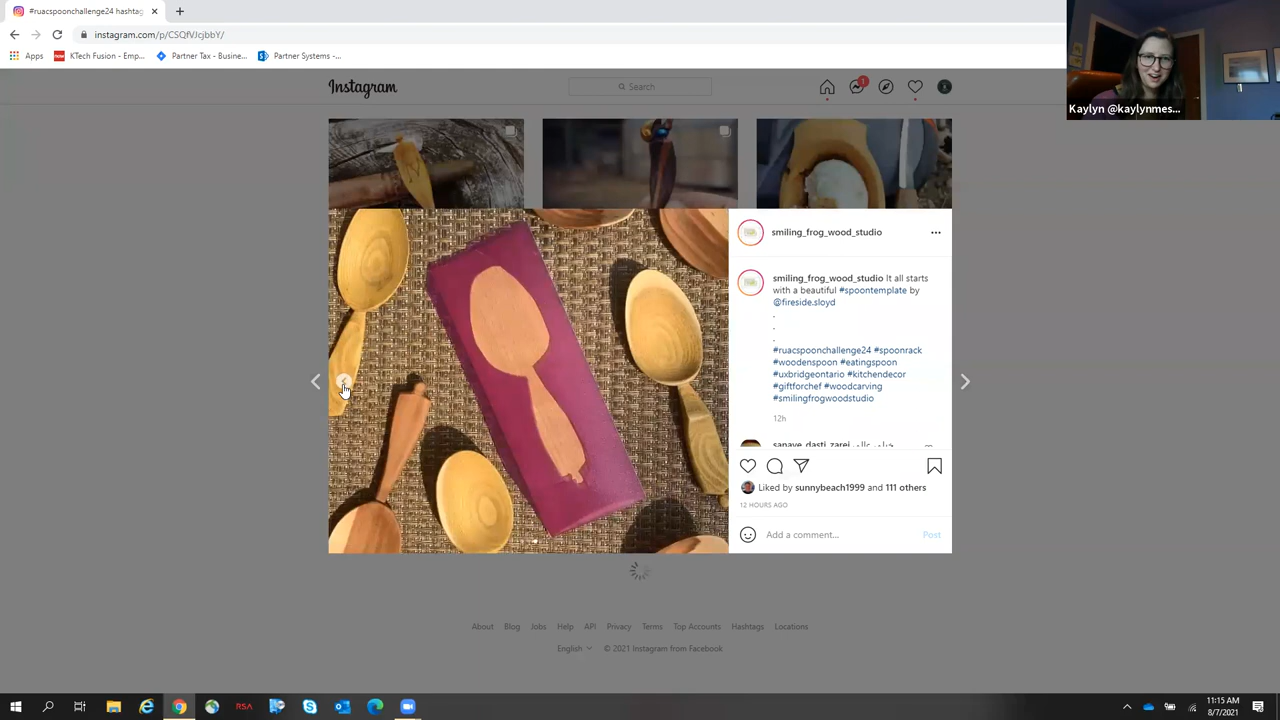 #ruacspoonchallenge24 hashtag
instagram.com/p/CSQfVJcjbbY/
Apps
KTech Fusion - Emp...
Partner Tax - Busine...
Partner Systems -...
Kaylyn @kaylynmes...
Instagram
Search
1
smiling_frog_wood_studio
smiling_frog_wood_studio It all starts
with a beautiful #spoontemplate by
@fireside.sloyd
.
.
.
#ruacspoonchallenge24 #spoonrack
#woodenspoon #eatingspoon
#uxbridgeontario #kitchendecor
#giftforchef #woodcarving
#smilingfrogwoodstudio
12h
Liked by sunnybeach1999 and 111 others
12 HOURS AGO
Add a comment...
Post
About Blog Jobs Help API Privacy Terms Top Accounts Hashtags Locations
English © 2021 Instagram from Facebook
RSA
11:15 AM
8/7/2021